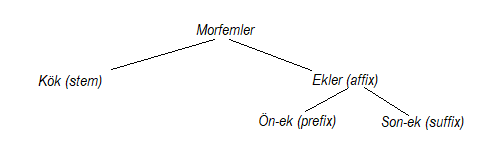 Morfemler
Kök (stem)
Ekler (affix)
Ön-ek (prefix)
Son-ek (suffix)